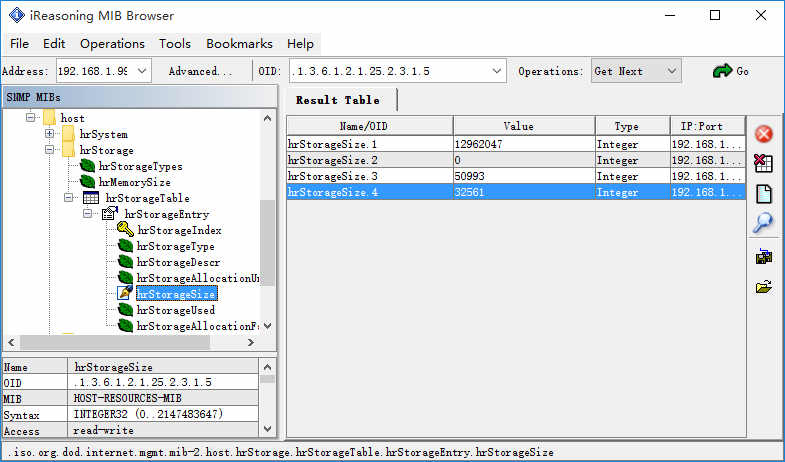 iReasoning MIB Browser
File Edit Operations Tools Bookmarks Help
Address: 192.168.1.99 Advanced... OID: .1.3.6.1.2.1.25.2.3.1.5 Operations: Get Next Go
SNMP MIBs
host
hrSystem
hrStorage
hrStorageTypes
hrMemorySize
hrStorageTable
hrStorageEntry
hrStorageIndex
hrStorageType
hrStorageDescr
hrStorageAllocationUn
hrStorageSize
hrStorageUsed
hrStorageAllocationFa
Name hrStorageSize
OID .1.3.6.1.2.1.25.2.3.1.5
MIB HOST-RESOURCES-MIB
Syntax INTEGER32 (0..2147483647)
Access read-write
Result Table
Name/OID Value Type IP:Port
hrStorageSize.1 12962047 Integer 192.168.1...
hrStorageSize.2 0 Integer 192.168.1...
hrStorageSize.3 50993 Integer 192.168.1...
hrStorageSize.4 32561 Integer 192.168.1...
.iso.org.dod.internet.mgmt.mib-2.host.hrStorage.hrStorageTable.hrStorageEntry.hrStorageSize